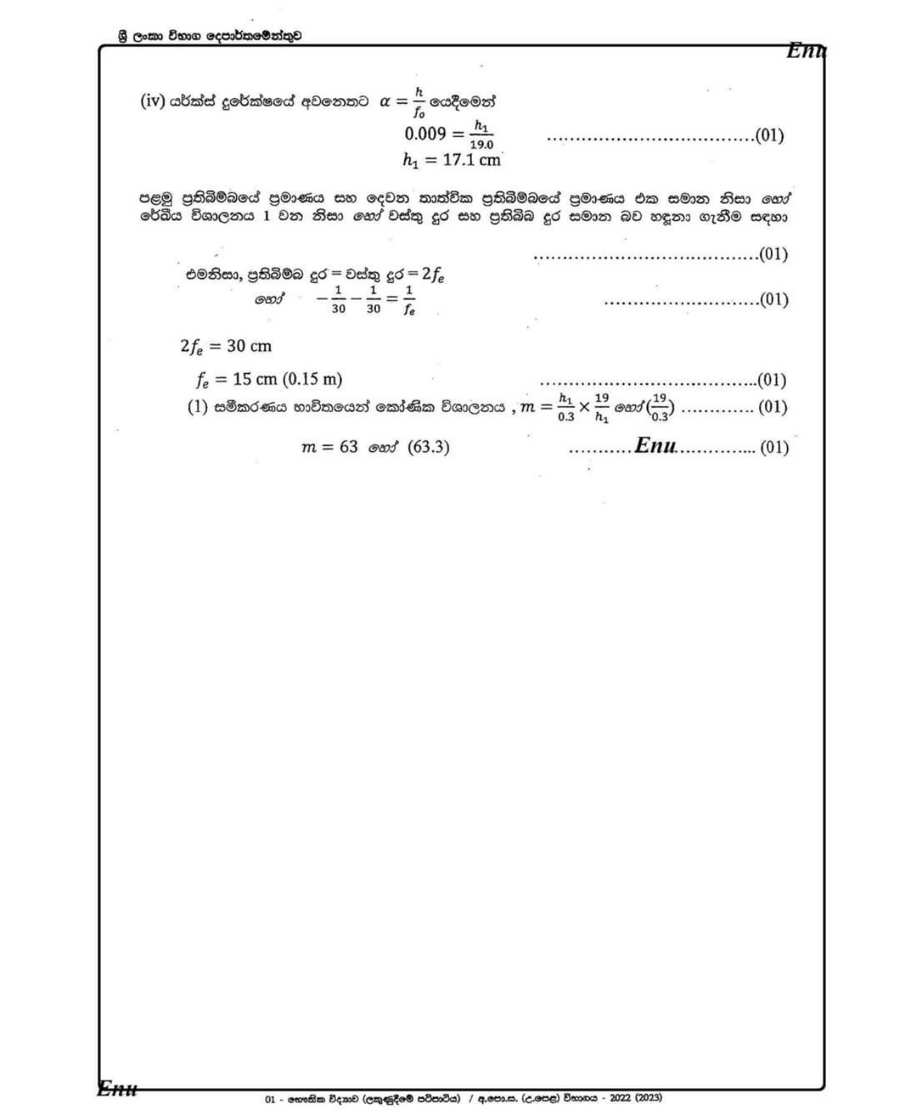 ශ්‍රී ලංකා විභාග දෙපාර්තමේන්තුව
Enu
(iv) යර්ක්ස් දුරේක්ෂයේ අවනෙතට α = h/fo යෙදීමෙන්
0.009 = h1/19.0 ......................................(01)
h1 = 17.1 cm
පළමු ප්‍රතිබිම්බයේ ප්‍රමාණය සහ දෙවන තාත්වික ප්‍රතිබිම්බයේ ප්‍රමාණය එක සමාන නිසා හෝ
රේඛීය විශාලනය 1 වන නිසා හෝ වස්තු දුර සහ ප්‍රතිබිබ දුර සමාන බව හඳුනා ගැනීම සඳහා
.........................................(01)
එමනිසා, ප්‍රතිබිම්බ දුර = වස්තු දුර = 2fe
හෝ −1/30 − 1/30 = 1/fe ............................(01)
2fe = 30 cm
fe = 15 cm (0.15 m) ........................................(01)
(1) සමීකරණය භාවිතයෙන් කෝණික විශාලනය , m = h1/0.3 × 19/h1 හෝ (19/0.3) ............. (01)
m = 63 හෝ (63.3) ...........Enu............... (01)
Enu
01 - භෞතික විද්‍යාව (ලකුණුදීමේ පටිපාටිය) / අ.පො.ස. (උ.පෙළ) විභාගය - 2022 (2023)